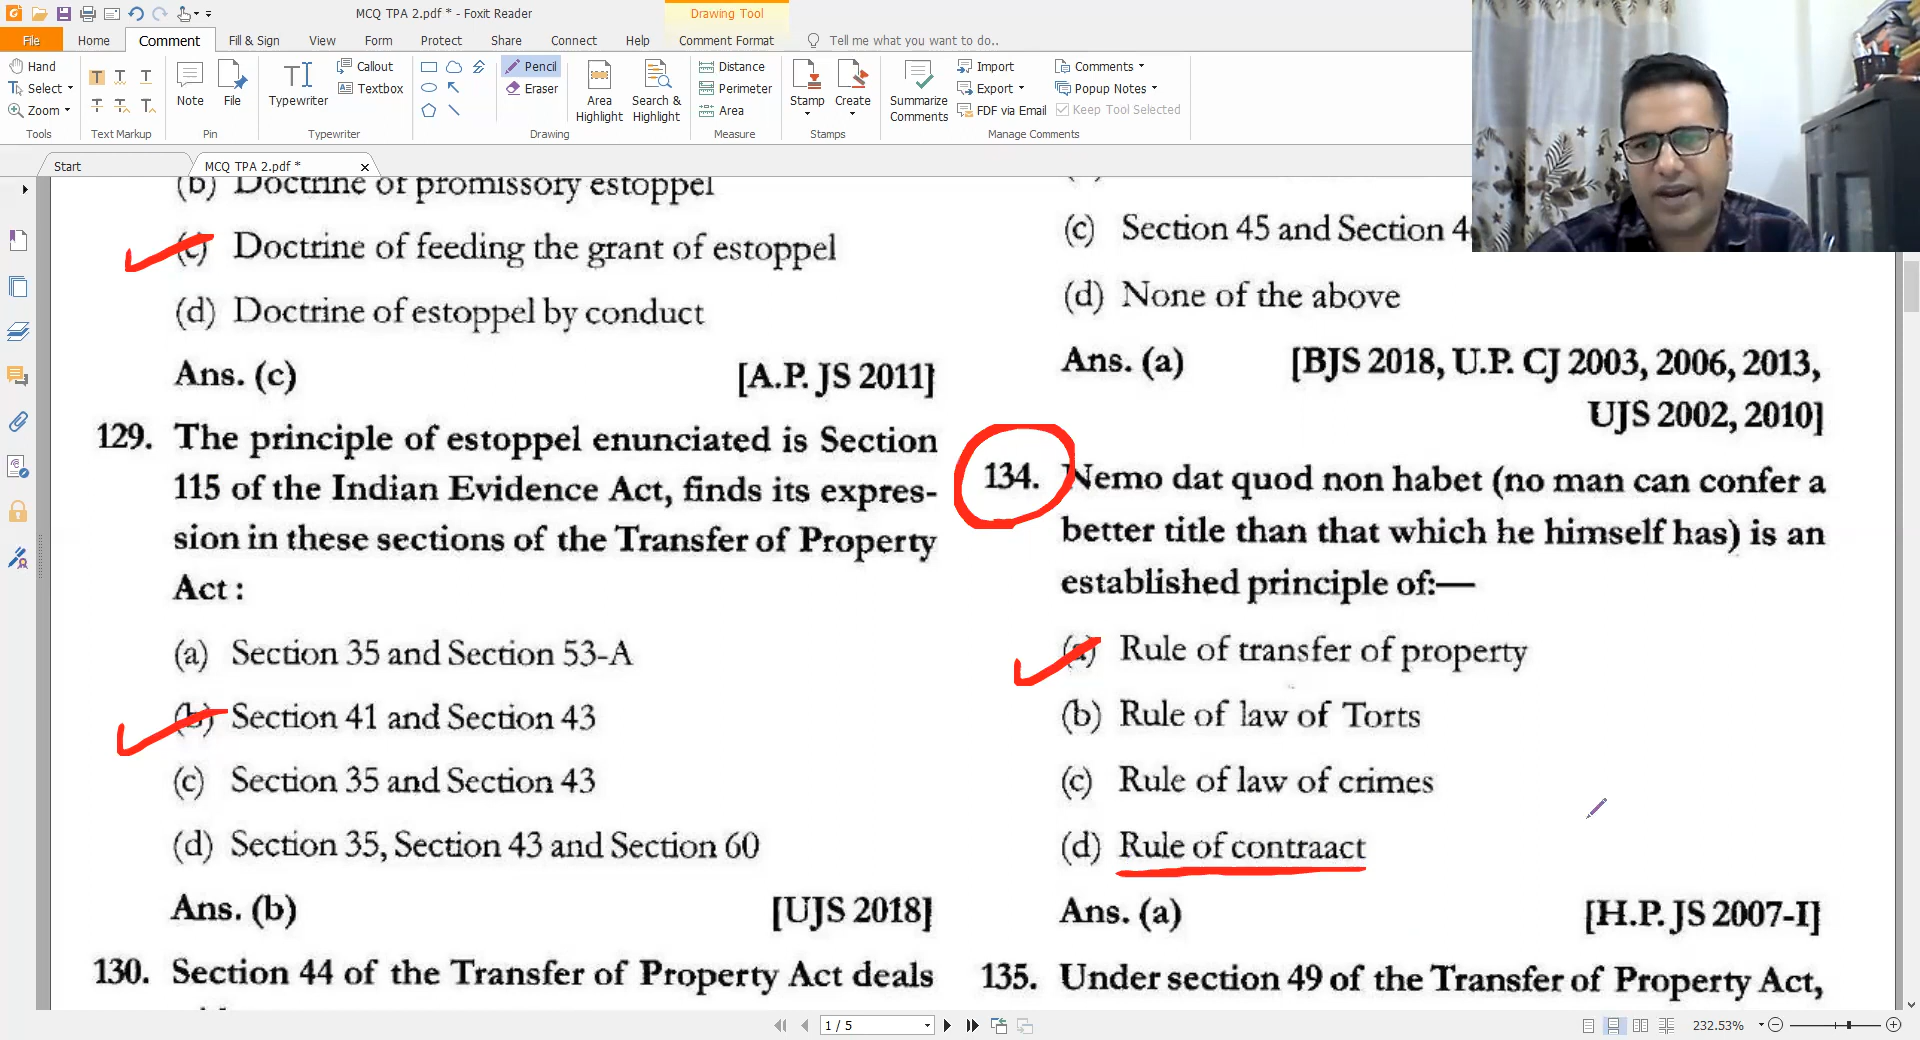 MCQ TPA 2.pdf * - Foxit Reader
Drawing Tool
File Home Comment Fill & Sign View Form Protect Share Connect Help Comment Format Tell me what you want to do..
Hand
Select
Zoom
Tools
Text Markup
Note
File
Pin
Typewriter
Callout
Textbox
Typewriter
Pencil
Eraser
Drawing
Area Highlight
Search & Highlight
Distance
Perimeter
Area
Measure
Stamp
Create
Stamps
Summarize Comments
Import
Export
FDF via Email
Comments
Popup Notes
Keep Tool Selected
Manage Comments
Start
MCQ TPA 2.pdf *
(b) Doctrine of promissory estoppel
(c) Doctrine of feeding the grant of estoppel
(d) Doctrine of estoppel by conduct
Ans. (c) [A.P. JS 2011]
129. The principle of estoppel enunciated is Section
115 of the Indian Evidence Act, finds its expres-
sion in these sections of the Transfer of Property
Act :
(a) Section 35 and Section 53-A
(b) Section 41 and Section 43
(c) Section 35 and Section 43
(d) Section 35, Section 43 and Section 60
Ans. (b) [UJS 2018]
130. Section 44 of the Transfer of Property Act deals
(c) Section 45 and Section 4
(d) None of the above
Ans. (a) [BJS 2018, U.P. CJ 2003, 2006, 2013,
UJS 2002, 2010]
134. Nemo dat quod non habet (no man can confer a
better title than that which he himself has) is an
established principle of:—
(a) Rule of transfer of property
(b) Rule of law of Torts
(c) Rule of law of crimes
(d) Rule of contraact
Ans. (a) [H.P. JS 2007-I]
135. Under section 49 of the Transfer of Property Act,
1 / 5
232.53%